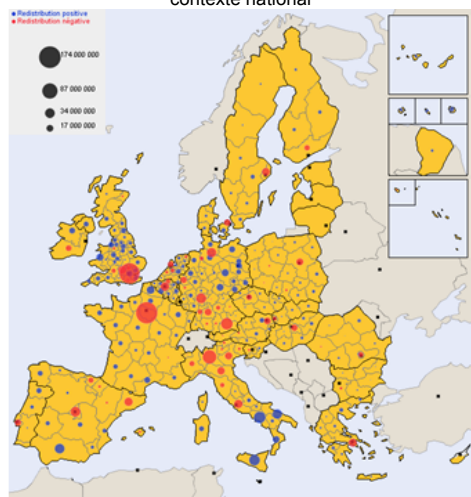 contexte national
Redistribution positive
Redistribution négative
174 000 000
87 000 000
34 000 000
17 000 000